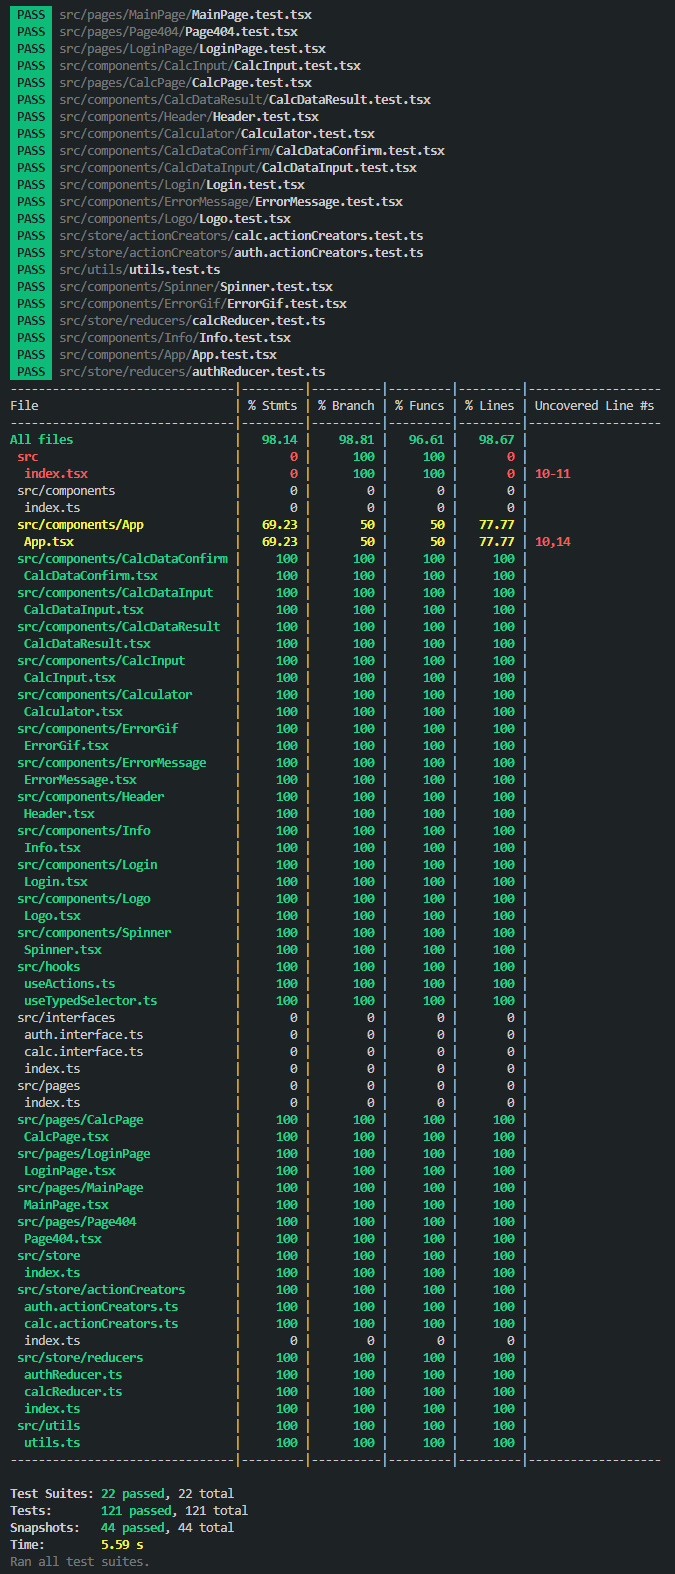 PASS src/pages/MainPage/MainPage.test.tsx
PASS src/pages/Page404/Page404.test.tsx
PASS src/pages/LoginPage/LoginPage.test.tsx
PASS src/components/CalcInput/CalcInput.test.tsx
PASS src/pages/CalcPage/CalcPage.test.tsx
PASS src/components/CalcDataResult/CalcDataResult.test.tsx
PASS src/components/Header/Header.test.tsx
PASS src/components/Calculator/Calculator.test.tsx
PASS src/components/CalcDataConfirm/CalcDataConfirm.test.tsx
PASS src/components/CalcDataInput/CalcDataInput.test.tsx
PASS src/components/Login/Login.test.tsx
PASS src/components/ErrorMessage/ErrorMessage.test.tsx
PASS src/components/Logo/Logo.test.tsx
PASS src/store/actionCreators/calc.actionCreators.test.ts
PASS src/store/actionCreators/auth.actionCreators.test.ts
PASS src/utils/utils.test.ts
PASS src/components/Spinner/Spinner.test.tsx
PASS src/components/ErrorGif/ErrorGif.test.tsx
PASS src/store/reducers/calcReducer.test.ts
PASS src/components/Info/Info.test.tsx
PASS src/components/App/App.test.tsx
PASS src/store/reducers/authReducer.test.ts
--------------------------------|---------|----------|---------|---------|-------------------
File | % Stmts | % Branch | % Funcs | % Lines | Uncovered Line #s
--------------------------------|---------|----------|---------|---------|-------------------
All files | 98.14 | 98.81 | 96.61 | 98.67 |
src | 0 | 100 | 100 | 0 |
index.tsx | 0 | 100 | 100 | 0 | 10-11
src/components | 0 | 0 | 0 | 0 |
index.ts | 0 | 0 | 0 | 0 |
src/components/App | 69.23 | 50 | 50 | 77.77 |
App.tsx | 69.23 | 50 | 50 | 77.77 | 10,14
src/components/CalcDataConfirm | 100 | 100 | 100 | 100 |
CalcDataConfirm.tsx | 100 | 100 | 100 | 100 |
src/components/CalcDataInput | 100 | 100 | 100 | 100 |
CalcDataInput.tsx | 100 | 100 | 100 | 100 |
src/components/CalcDataResult | 100 | 100 | 100 | 100 |
CalcDataResult.tsx | 100 | 100 | 100 | 100 |
src/components/CalcInput | 100 | 100 | 100 | 100 |
CalcInput.tsx | 100 | 100 | 100 | 100 |
src/components/Calculator | 100 | 100 | 100 | 100 |
Calculator.tsx | 100 | 100 | 100 | 100 |
src/components/ErrorGif | 100 | 100 | 100 | 100 |
ErrorGif.tsx | 100 | 100 | 100 | 100 |
src/components/ErrorMessage | 100 | 100 | 100 | 100 |
ErrorMessage.tsx | 100 | 100 | 100 | 100 |
src/components/Header | 100 | 100 | 100 | 100 |
Header.tsx | 100 | 100 | 100 | 100 |
src/components/Info | 100 | 100 | 100 | 100 |
Info.tsx | 100 | 100 | 100 | 100 |
src/components/Login | 100 | 100 | 100 | 100 |
Login.tsx | 100 | 100 | 100 | 100 |
src/components/Logo | 100 | 100 | 100 | 100 |
Logo.tsx | 100 | 100 | 100 | 100 |
src/components/Spinner | 100 | 100 | 100 | 100 |
Spinner.tsx | 100 | 100 | 100 | 100 |
src/hooks | 100 | 100 | 100 | 100 |
useActions.ts | 100 | 100 | 100 | 100 |
useTypedSelector.ts | 100 | 100 | 100 | 100 |
src/interfaces | 0 | 0 | 0 | 0 |
auth.interface.ts | 0 | 0 | 0 | 0 |
calc.interface.ts | 0 | 0 | 0 | 0 |
index.ts | 0 | 0 | 0 | 0 |
src/pages | 0 | 0 | 0 | 0 |
index.ts | 0 | 0 | 0 | 0 |
src/pages/CalcPage | 100 | 100 | 100 | 100 |
CalcPage.tsx | 100 | 100 | 100 | 100 |
src/pages/LoginPage | 100 | 100 | 100 | 100 |
LoginPage.tsx | 100 | 100 | 100 | 100 |
src/pages/MainPage | 100 | 100 | 100 | 100 |
MainPage.tsx | 100 | 100 | 100 | 100 |
src/pages/Page404 | 100 | 100 | 100 | 100 |
Page404.tsx | 100 | 100 | 100 | 100 |
src/store | 100 | 100 | 100 | 100 |
index.ts | 100 | 100 | 100 | 100 |
src/store/actionCreators | 100 | 100 | 100 | 100 |
auth.actionCreators.ts | 100 | 100 | 100 | 100 |
calc.actionCreators.ts | 100 | 100 | 100 | 100 |
index.ts | 0 | 0 | 0 | 0 |
src/store/reducers | 100 | 100 | 100 | 100 |
authReducer.ts | 100 | 100 | 100 | 100 |
calcReducer.ts | 100 | 100 | 100 | 100 |
index.ts | 100 | 100 | 100 | 100 |
src/utils | 100 | 100 | 100 | 100 |
utils.ts | 100 | 100 | 100 | 100 |
--------------------------------|---------|----------|---------|---------|-------------------
Test Suites: 22 passed, 22 total
Tests: 121 passed, 121 total
Snapshots: 44 passed, 44 total
Time: 5.59 s
Ran all test suites.